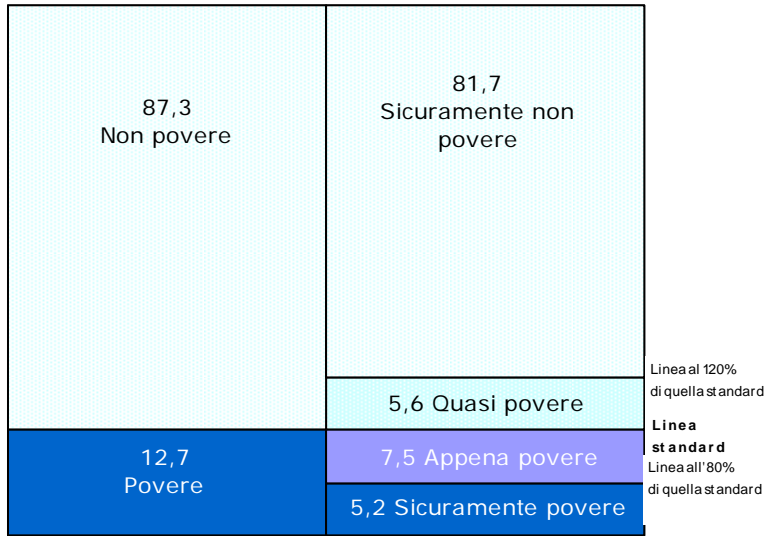 87,3
Non povere
81,7
Sicuramente non
povere
5,6 Quasi povere
12,7
Povere
7,5 Appena povere
5,2 Sicuramente povere
Linea al 120%
di quella standard
Linea
standard
Linea all'80%
di quella standard